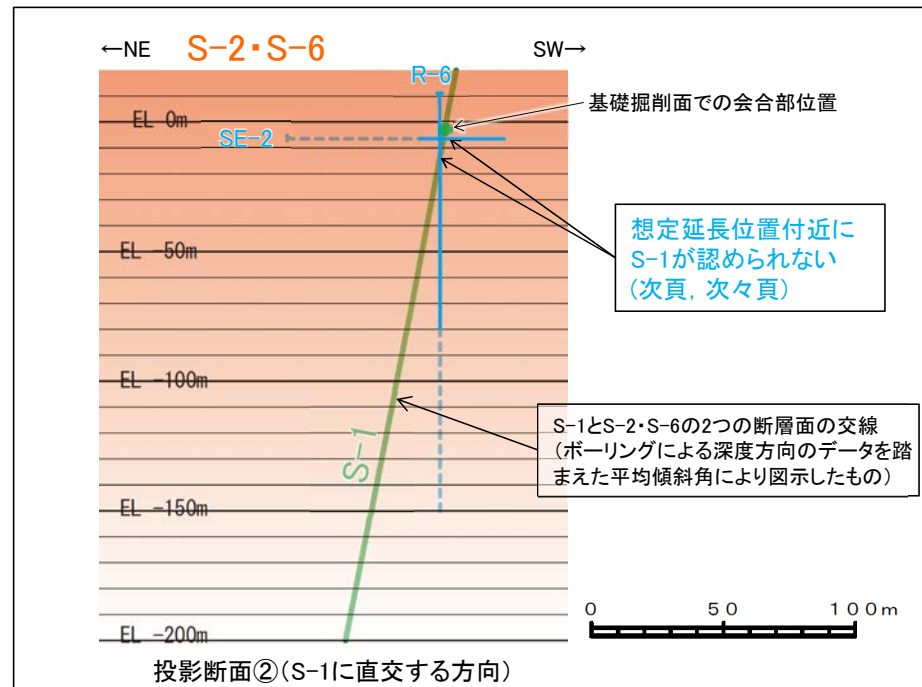 ←NE S-2・S-6 SW→
R-6
基礎掘削面での会合部位置
EL 0m
SE-2
想定延長位置付近に
S-1が認められない
(次頁，次々頁)
EL -50m
EL -100m
S-1とS-2・S-6の2つの断層面の交線
(ボーリングによる深度方向のデータを踏
まえた平均傾斜角により図示したもの)
S-1
EL -150m
0 50 100m
EL -200m
投影断面②(S-1に直交する方向)